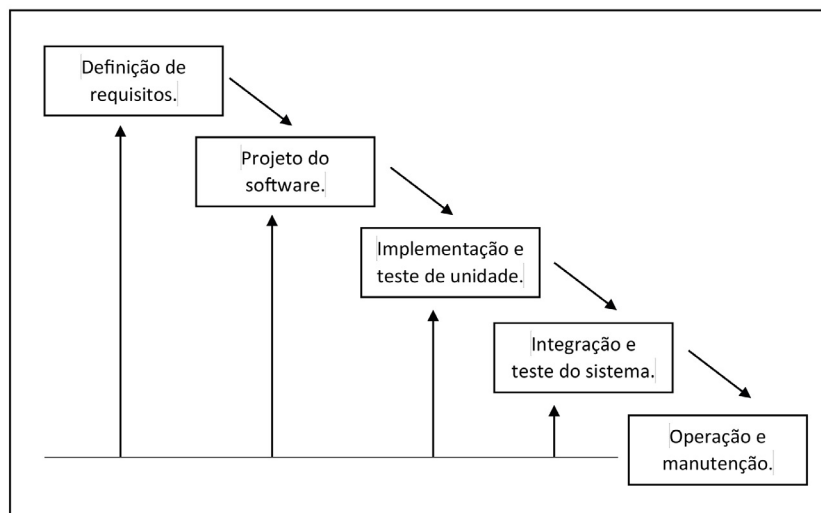 Definição de
requisitos.
Projeto do
software.
Implementação e
teste de unidade.
Integração e
teste do sistema.
Operação e
manutenção.